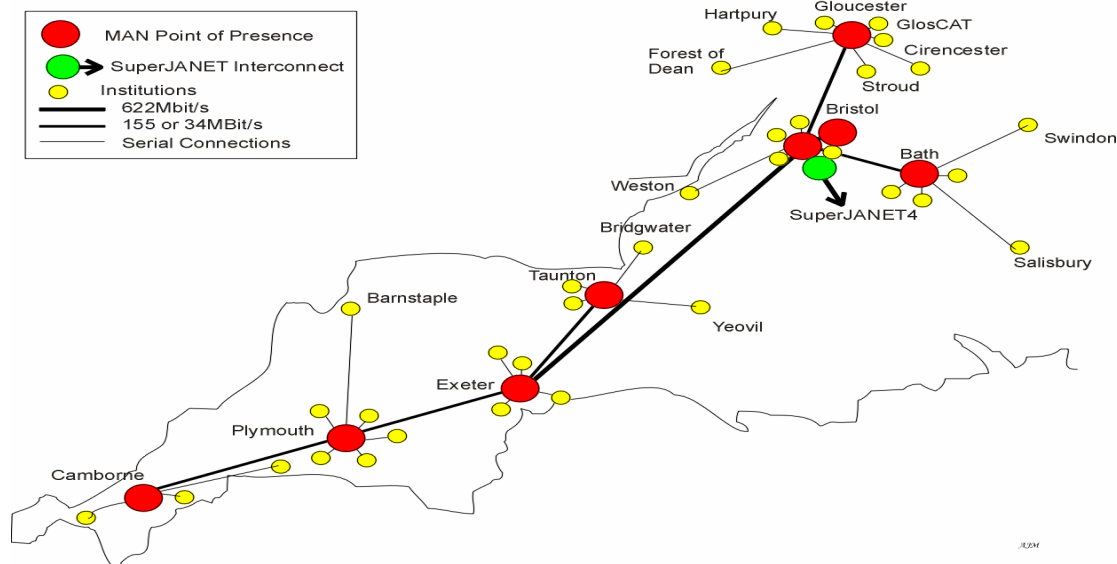 MAN Point of Presence
SuperJANET Interconnect
Institutions
622Mbit/s
155 or 34MBit/s
Serial Connections
Gloucester
Hartpury
GlosCAT
Cirencester
Forest of
Dean
Stroud
Bristol
Swindon
Bath
Weston
SuperJANET4
Bridgwater
Salisbury
Taunton
Barnstaple
Yeovil
Exeter
Plymouth
Camborne
AJM